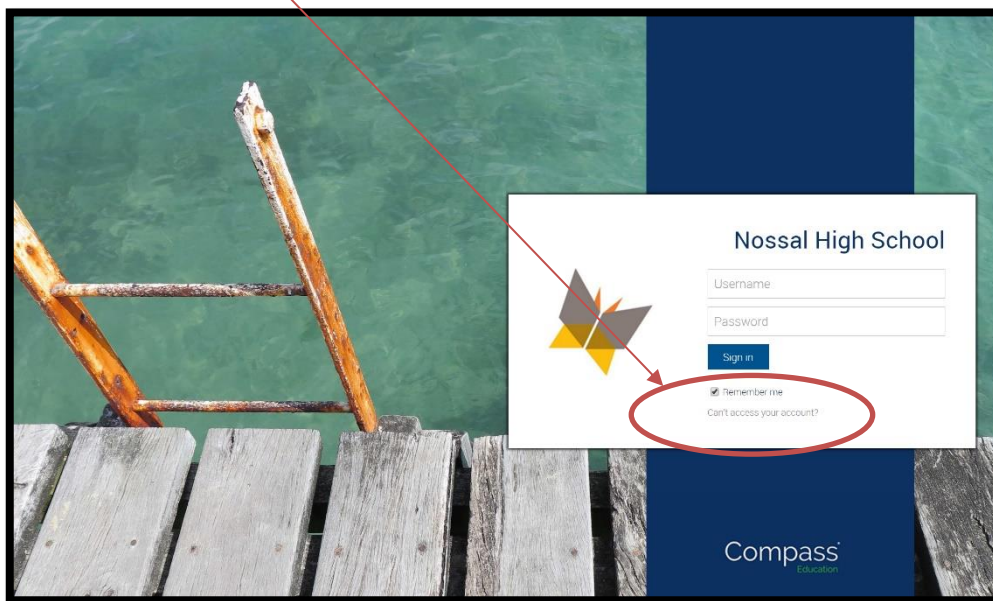 Nossal High School
Username
Password
Sign in
Remember me
Can't access your account?
Compass
Education